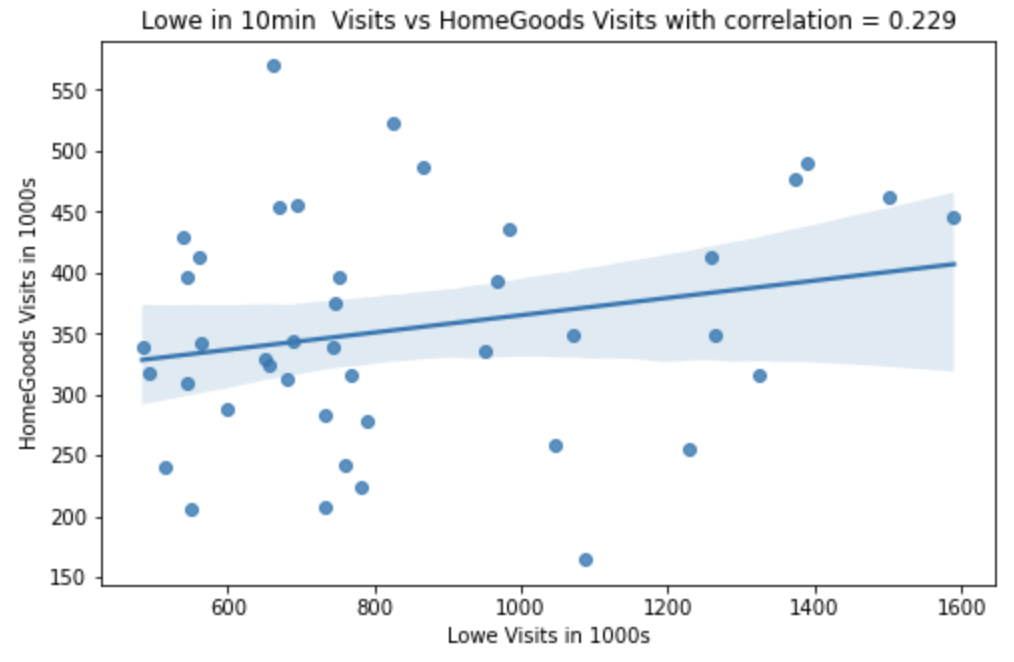 Lowe in 10min  Visits vs HomeGoods Visits with correlation = 0.229
HomeGoods Visits in 1000s
550
500
450
400
350
300
250
200
150
600 800 1000 1200 1400 1600
Lowe Visits in 1000s